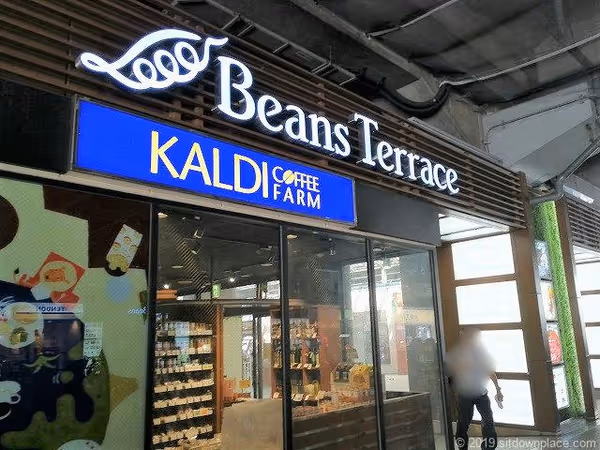 Beans Terrace
KALDI COFFEE
FARM
© 2019 sitdownplace.com